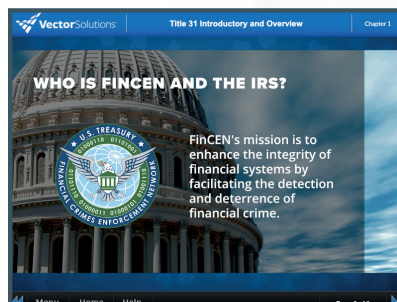 VectorSolutions
Title 31 Introductory and Overview
Chapter 1
WHO IS FINCEN AND THE IRS?
U.S. TREASURY
FINANCIAL CRIMES ENFORCEMENT NETWORK
FinCEN's mission is to
enhance the integrity of
financial systems by
facilitating the detection
and deterrence of
financial crime.
Menu
Home
Help